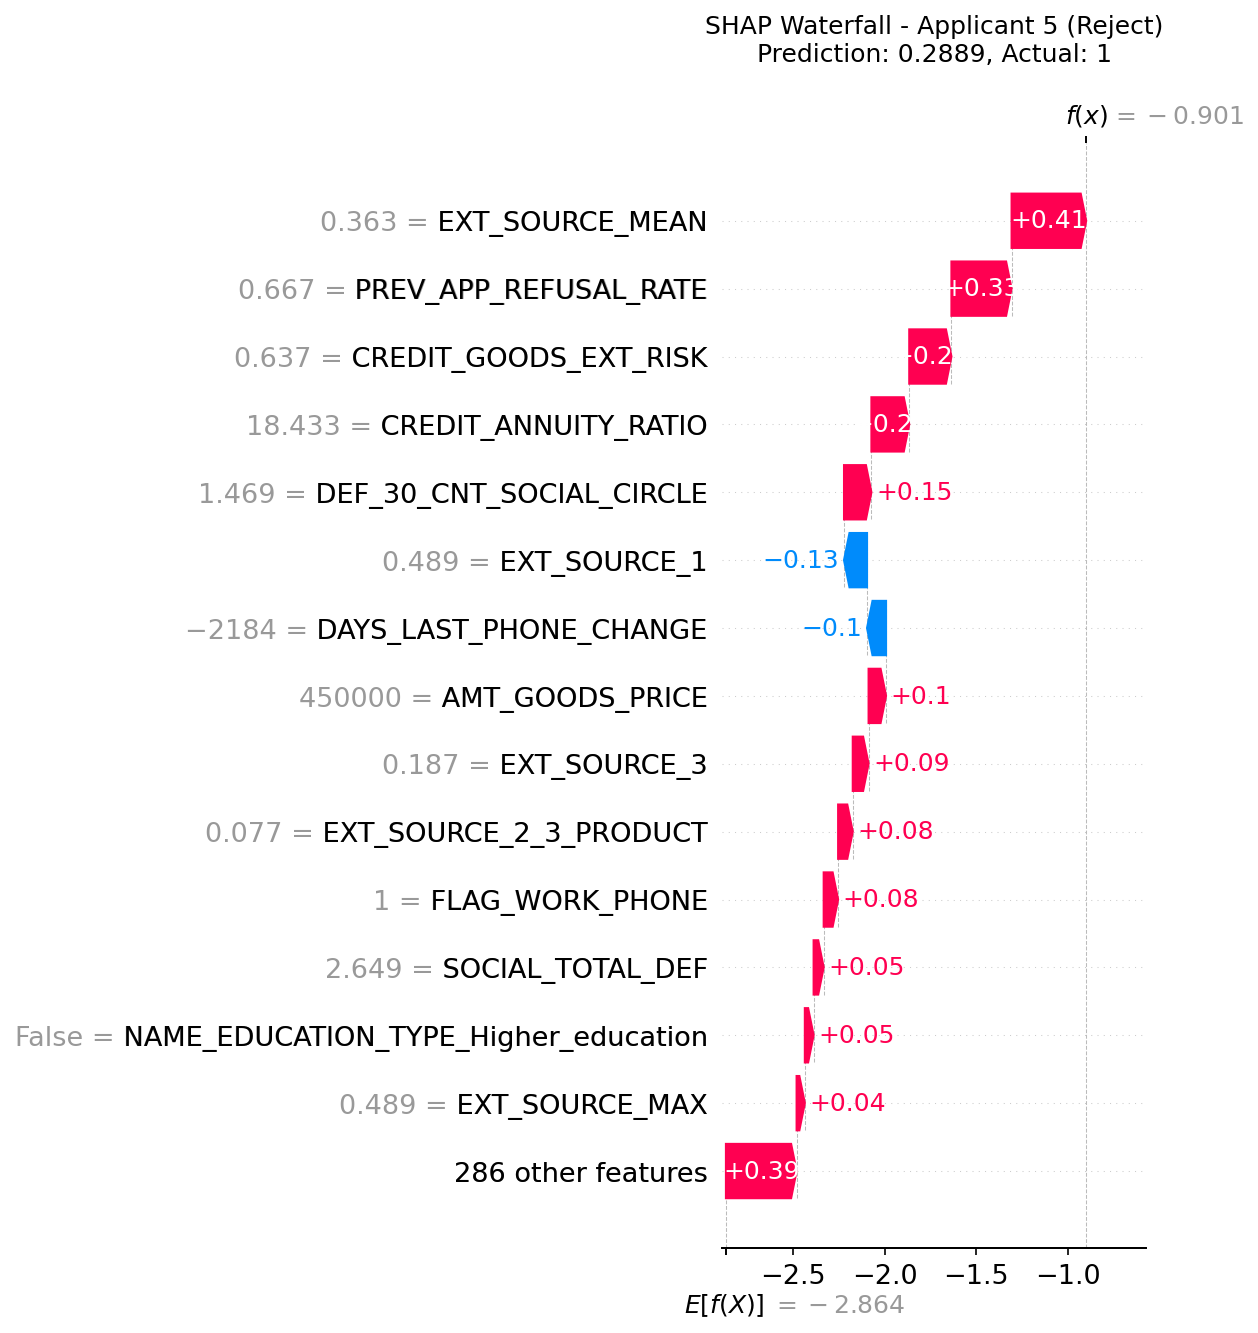 SHAP Waterfall - Applicant 5 (Reject)
Prediction: 0.2889, Actual: 1
f(x) = −0.901
0.363 = EXT_SOURCE_MEAN +0.41
0.667 = PREV_APP_REFUSAL_RATE +0.33
0.637 = CREDIT_GOODS_EXT_RISK
18.433 = CREDIT_ANNUITY_RATIO
1.469 = DEF_30_CNT_SOCIAL_CIRCLE +0.15
0.489 = EXT_SOURCE_1 −0.13
−2184 = DAYS_LAST_PHONE_CHANGE −0.1
450000 = AMT_GOODS_PRICE +0.1
0.187 = EXT_SOURCE_3 +0.09
0.077 = EXT_SOURCE_2_3_PRODUCT +0.08
1 = FLAG_WORK_PHONE +0.08
2.649 = SOCIAL_TOTAL_DEF +0.05
False = NAME_EDUCATION_TYPE_Higher_education +0.05
0.489 = EXT_SOURCE_MAX +0.04
286 other features +0.39
−2.5 −2.0 −1.5 −1.0
E[f(X)] = −2.864